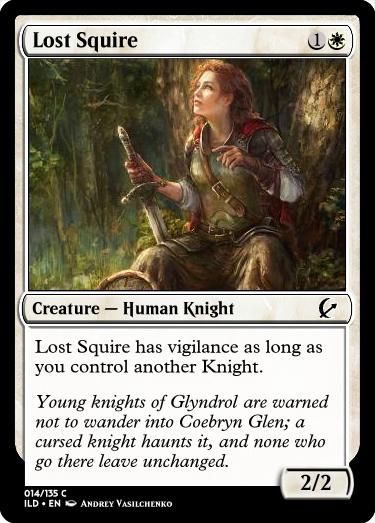 Lost Squire 1
Creature — Human Knight
Lost Squire has vigilance as long as
you control another Knight.
Young knights of Glyndrol are warned
not to wander into Coebryn Glen; a
cursed knight haunts it, and none who
go there leave unchanged.
2/2
014/135 C
ILD • EN Andrey Vasilchenko